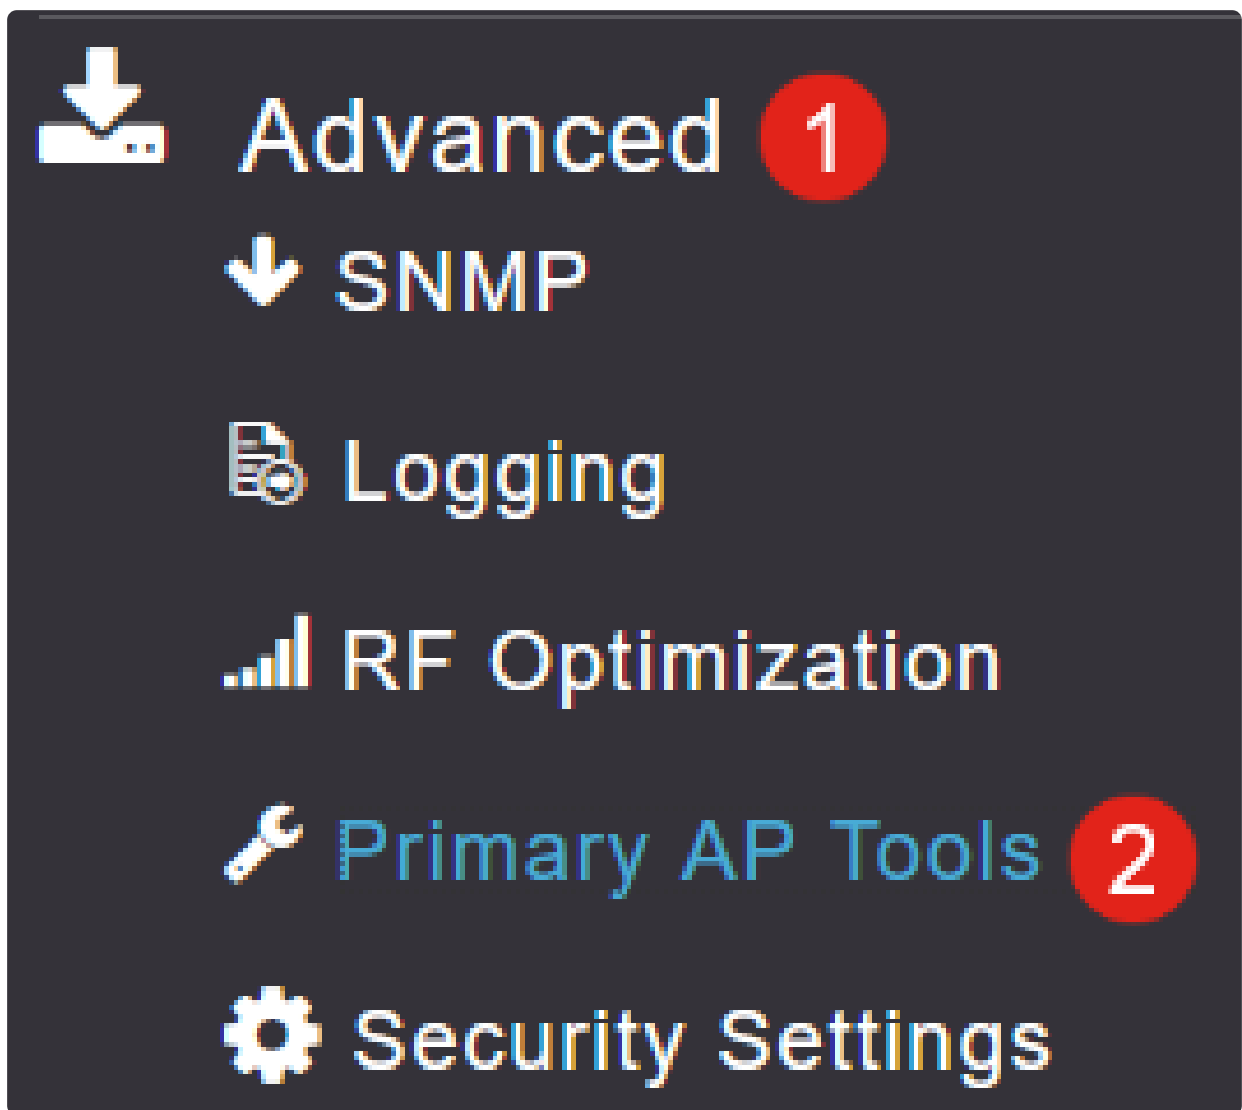 Advanced 1
SNMP
Logging
RF Optimization
Primary AP Tools 2
Security Settings